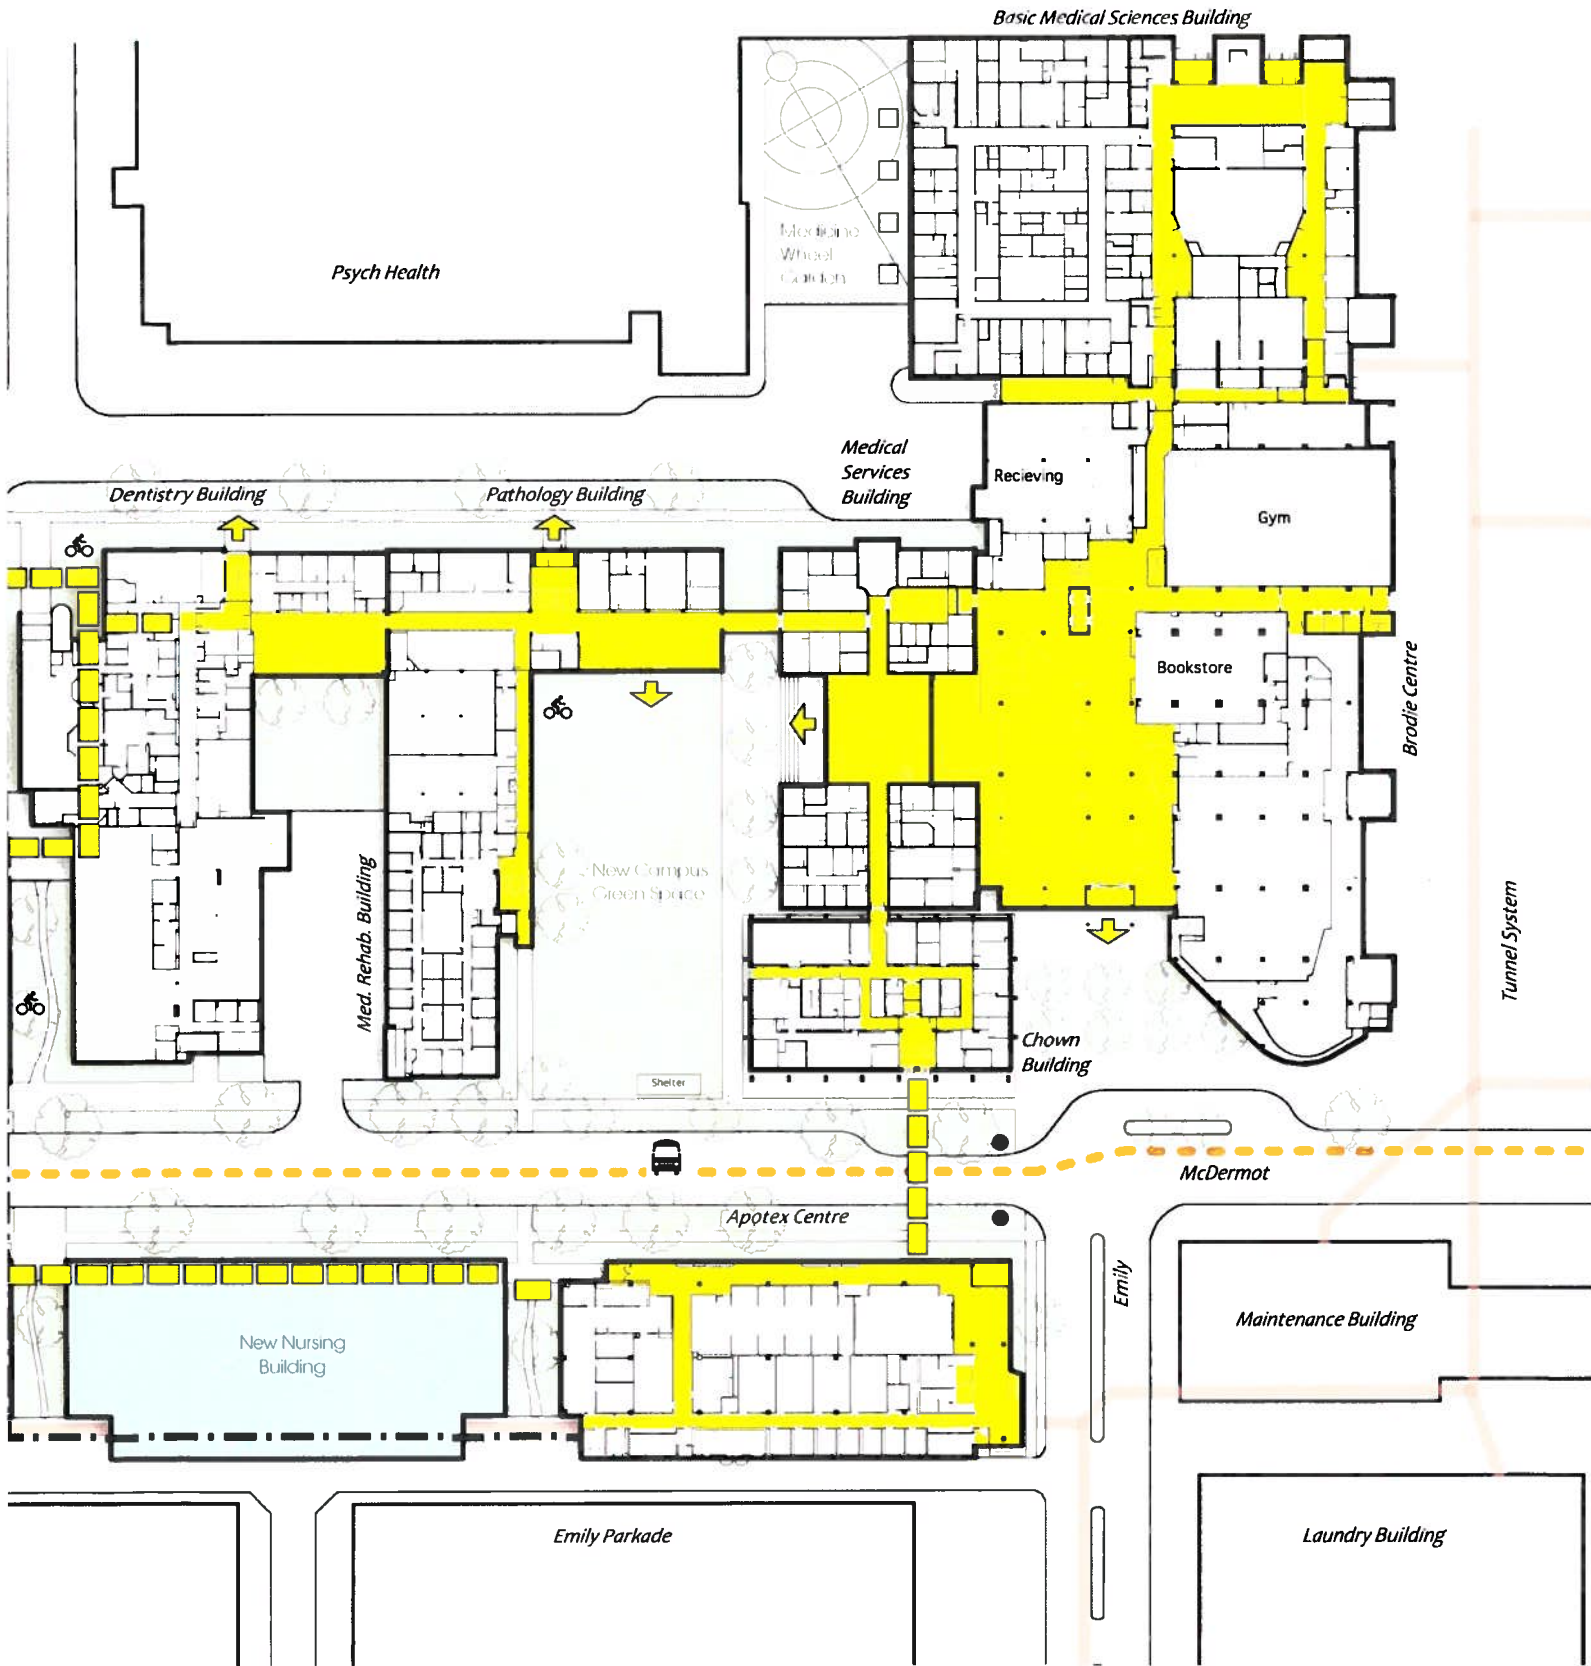 Basic Medical Sciences Building
Medicine
Wheel
Garden
Psych Health
Medical
Services
Building
Recieving
Dentistry Building
Pathology Building
Gym
Bookstore
Brodie Centre
New Campus
Green Space
Med. Rehab. Building
Tunnel System
Chown
Building
Shelter
McDermot
Apotex Centre
Emily
Maintenance Building
New Nursing
Building
Emily Parkade
Laundry Building